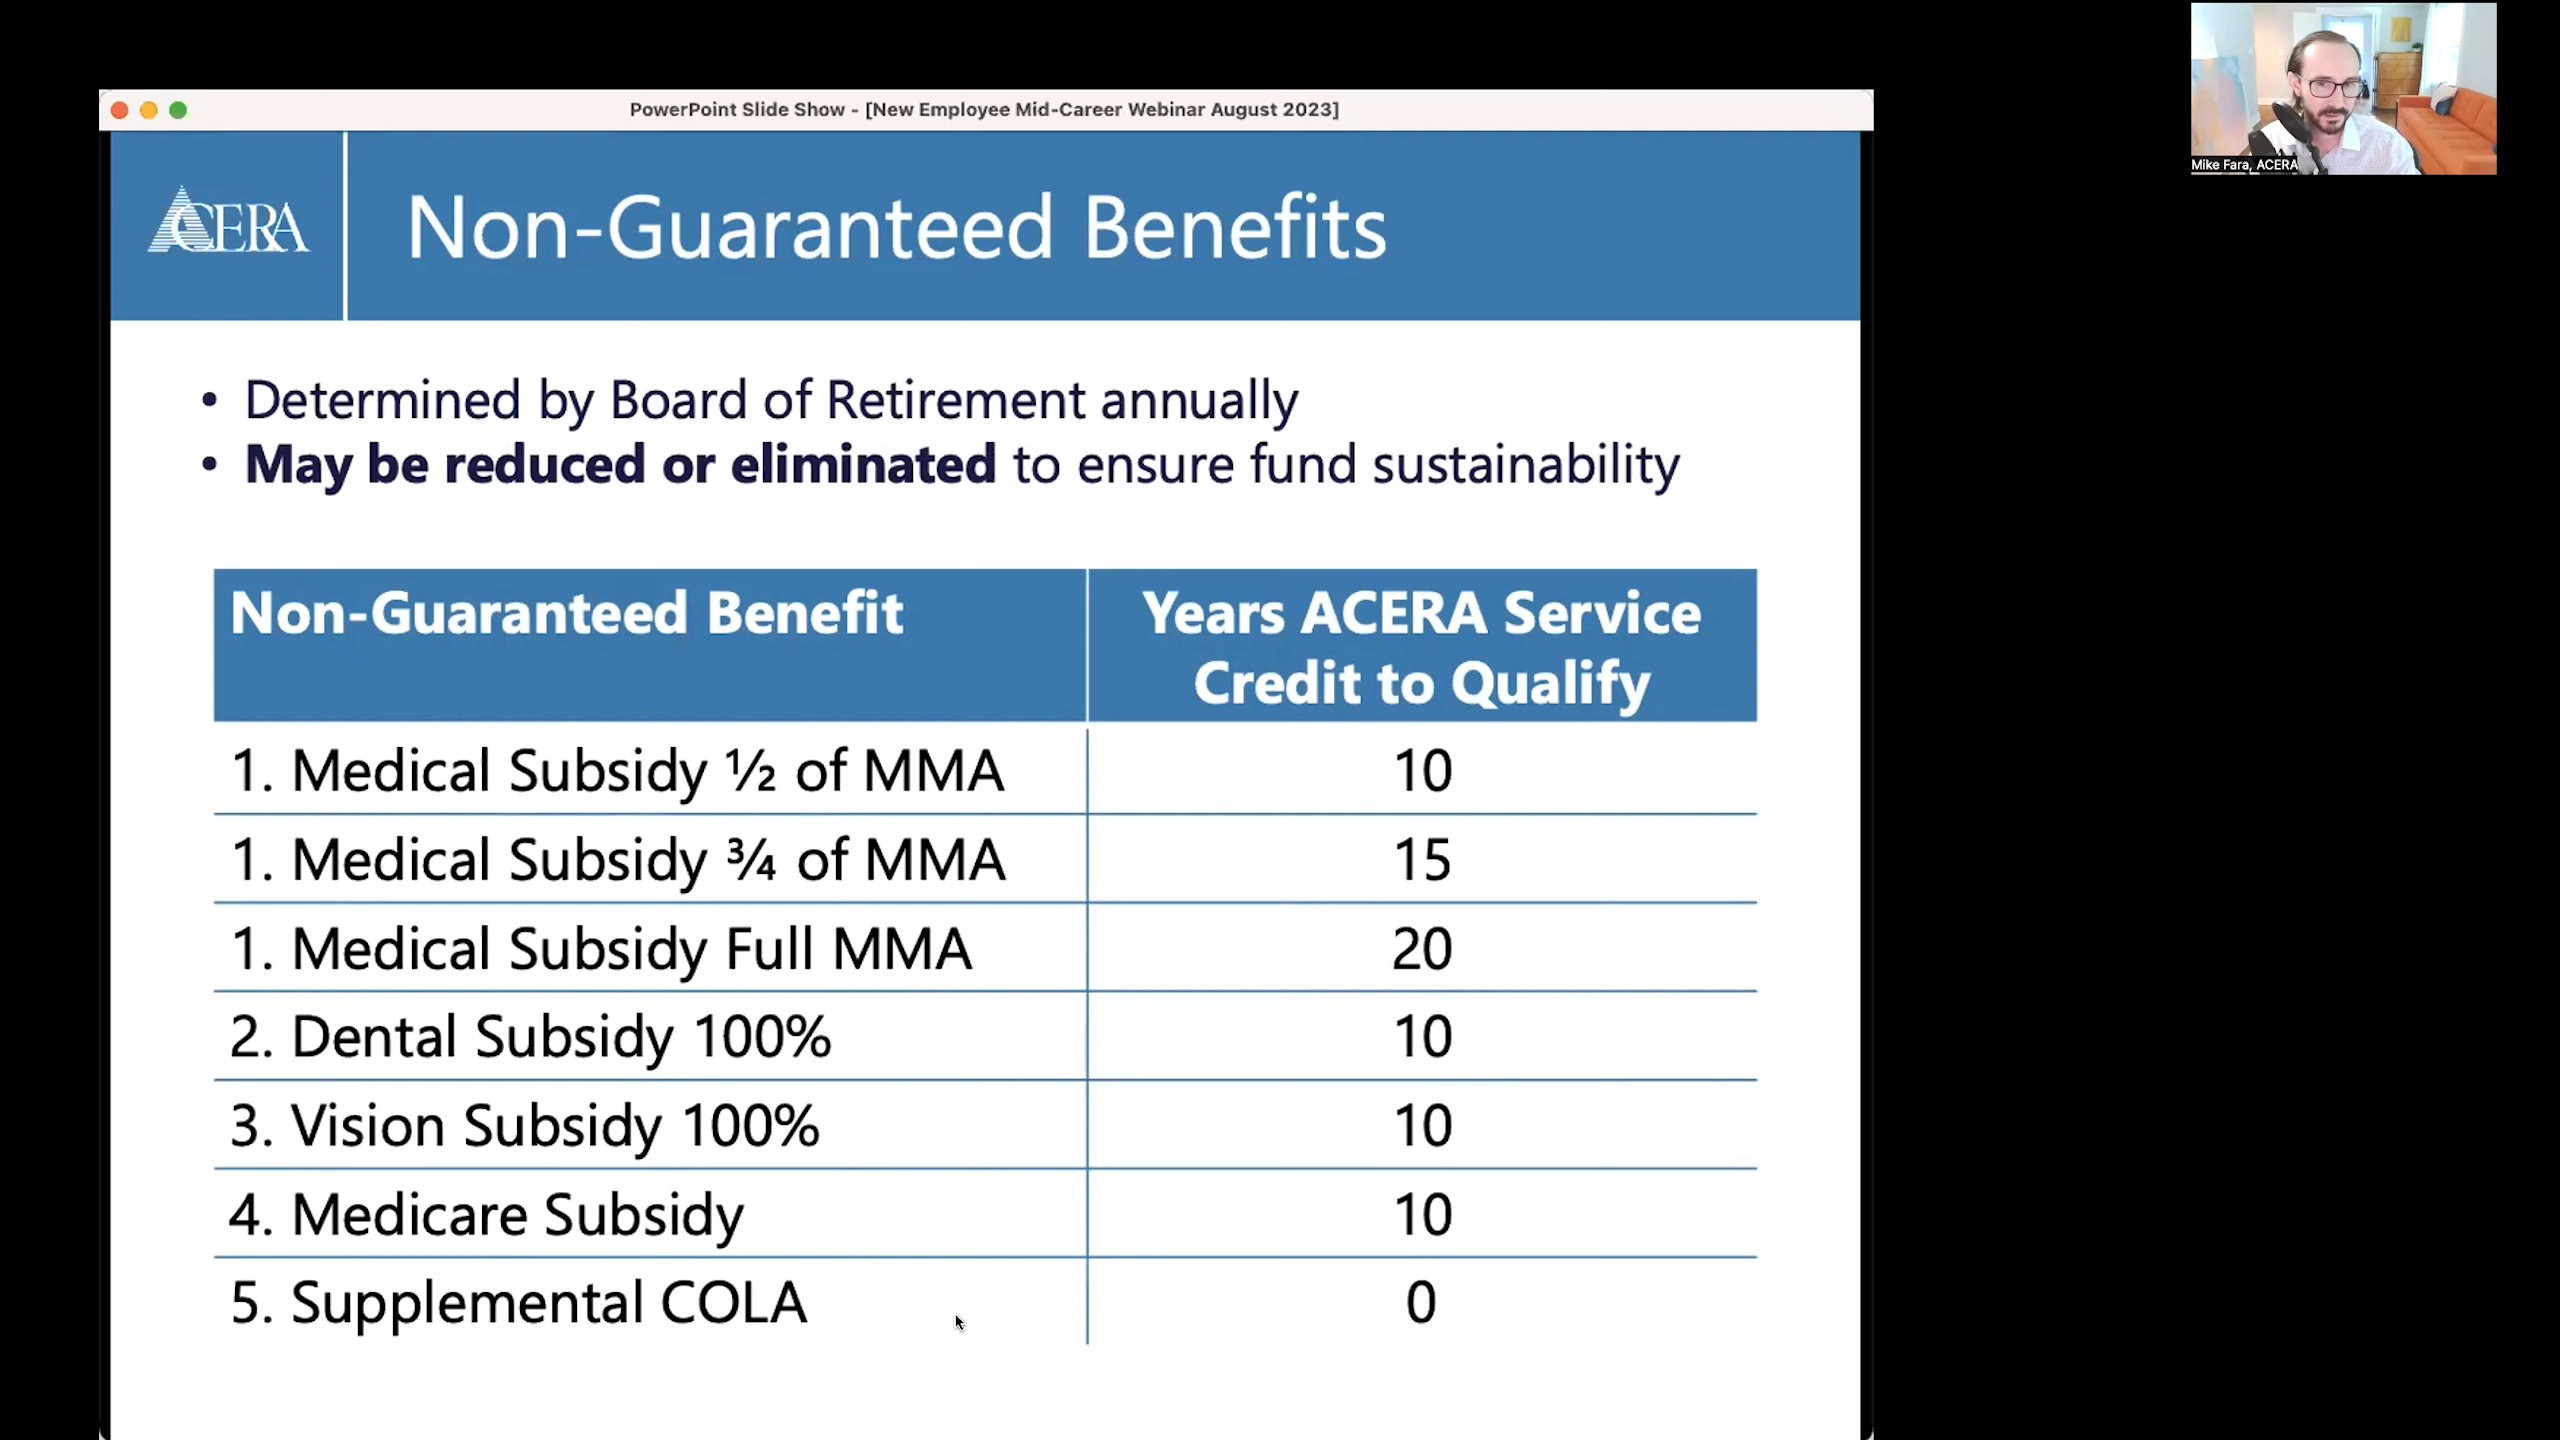 PowerPoint Slide Show - [New Employee Mid-Career Webinar August 2023]
Mike Fara, ACERA
ACERA
Non-Guaranteed Benefits
• Determined by Board of Retirement annually
• May be reduced or eliminated to ensure fund sustainability
Non-Guaranteed Benefit
Years ACERA Service
Credit to Qualify
1. Medical Subsidy ½ of MMA 10
1. Medical Subsidy ¾ of MMA 15
1. Medical Subsidy Full MMA 20
2. Dental Subsidy 100% 10
3. Vision Subsidy 100% 10
4. Medicare Subsidy 10
5. Supplemental COLA 0